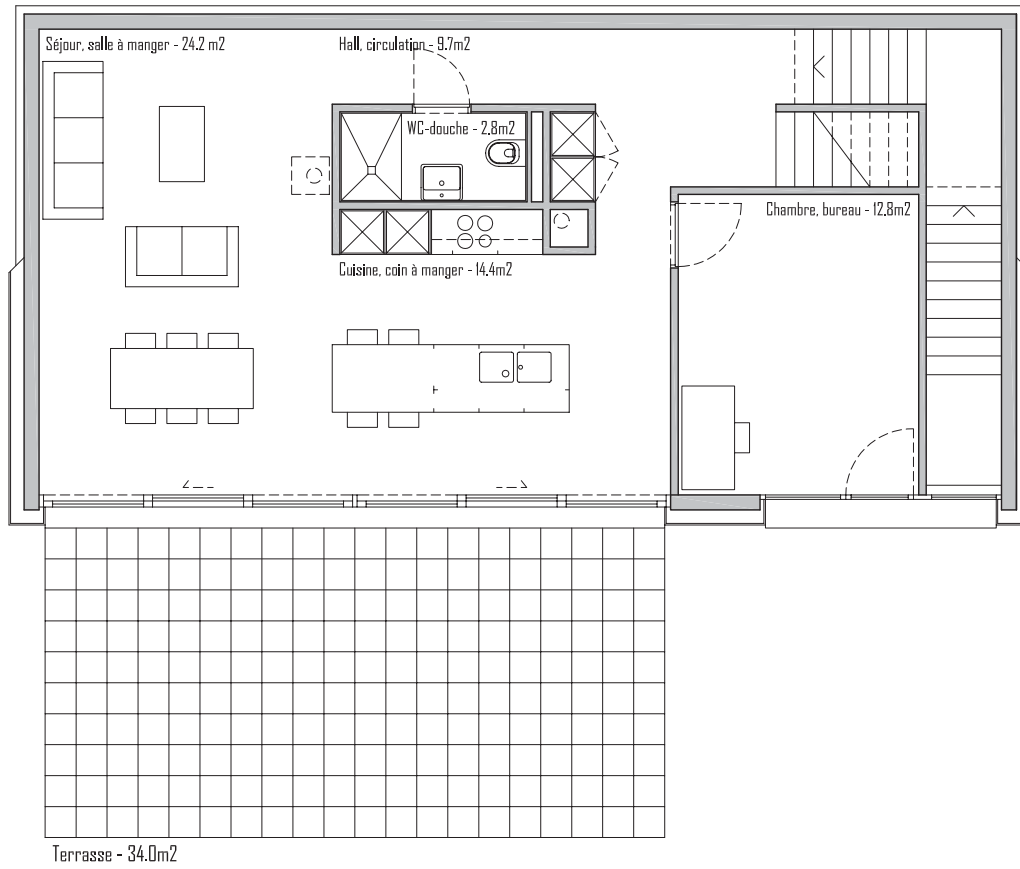 Séjour, salle à manger - 24.2 m2
Hall, circulation - 9.7m2
WC-douche - 2.8m2
Chambre, bureau - 12.8m2
Cuisine, coin à manger - 14.4m2
Terrasse - 34.0m2